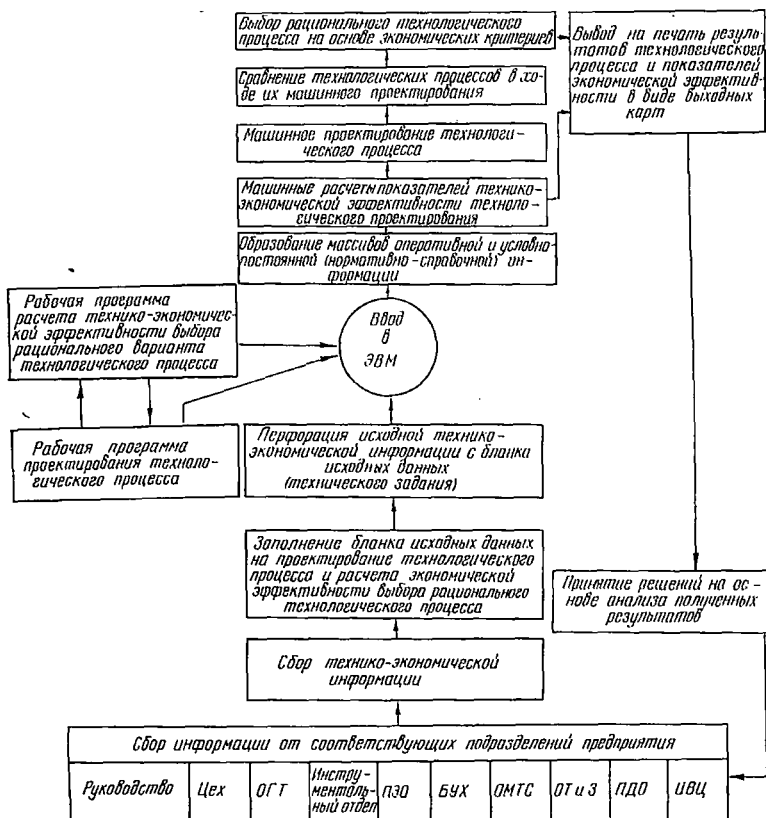 Выбор рационального технологического
процесса на основе экономических критериев
Вывод на печать резуль-
татов технологического
процесса и показателей
экономической эффектив-
ности в виде выходных
карт
Сравнение технологических процессов в хо-
де их машинного проектирования
Машинное проектирование технологи-
ческого процесса
Машинные расчеты показателей технико-
экономической эффективности техноло-
гического проектирования
Образование массивов оперативной и условно-
постоянной (нормативно-справочной) ин-
формации
Рабочая программа
расчета технико-экономичес-
кой эффективности выбора
рационального варианта
технологического процесса
Ввод
в
ЭВМ
Рабочая программа
проектирования техноло-
гического процесса
Перфорация исходной технико-
экономической информации с бланка
исходных данных
(технического задания)
Заполнение бланка исходных данных
на проектирование технологического
процесса и расчета экономической
эффективности выбора рационального
технологического процесса
Принятие решений на ос-
нове анализа полученных
результатов
Сбор технико-экономической
информации
Сбор информации от соответствующих подразделений предприятия
Руководство Цех ОГТ Инстру-
менталь-
ный отдел ПЭО БУХ ОМТС ОТ и З ПДО ИВЦ